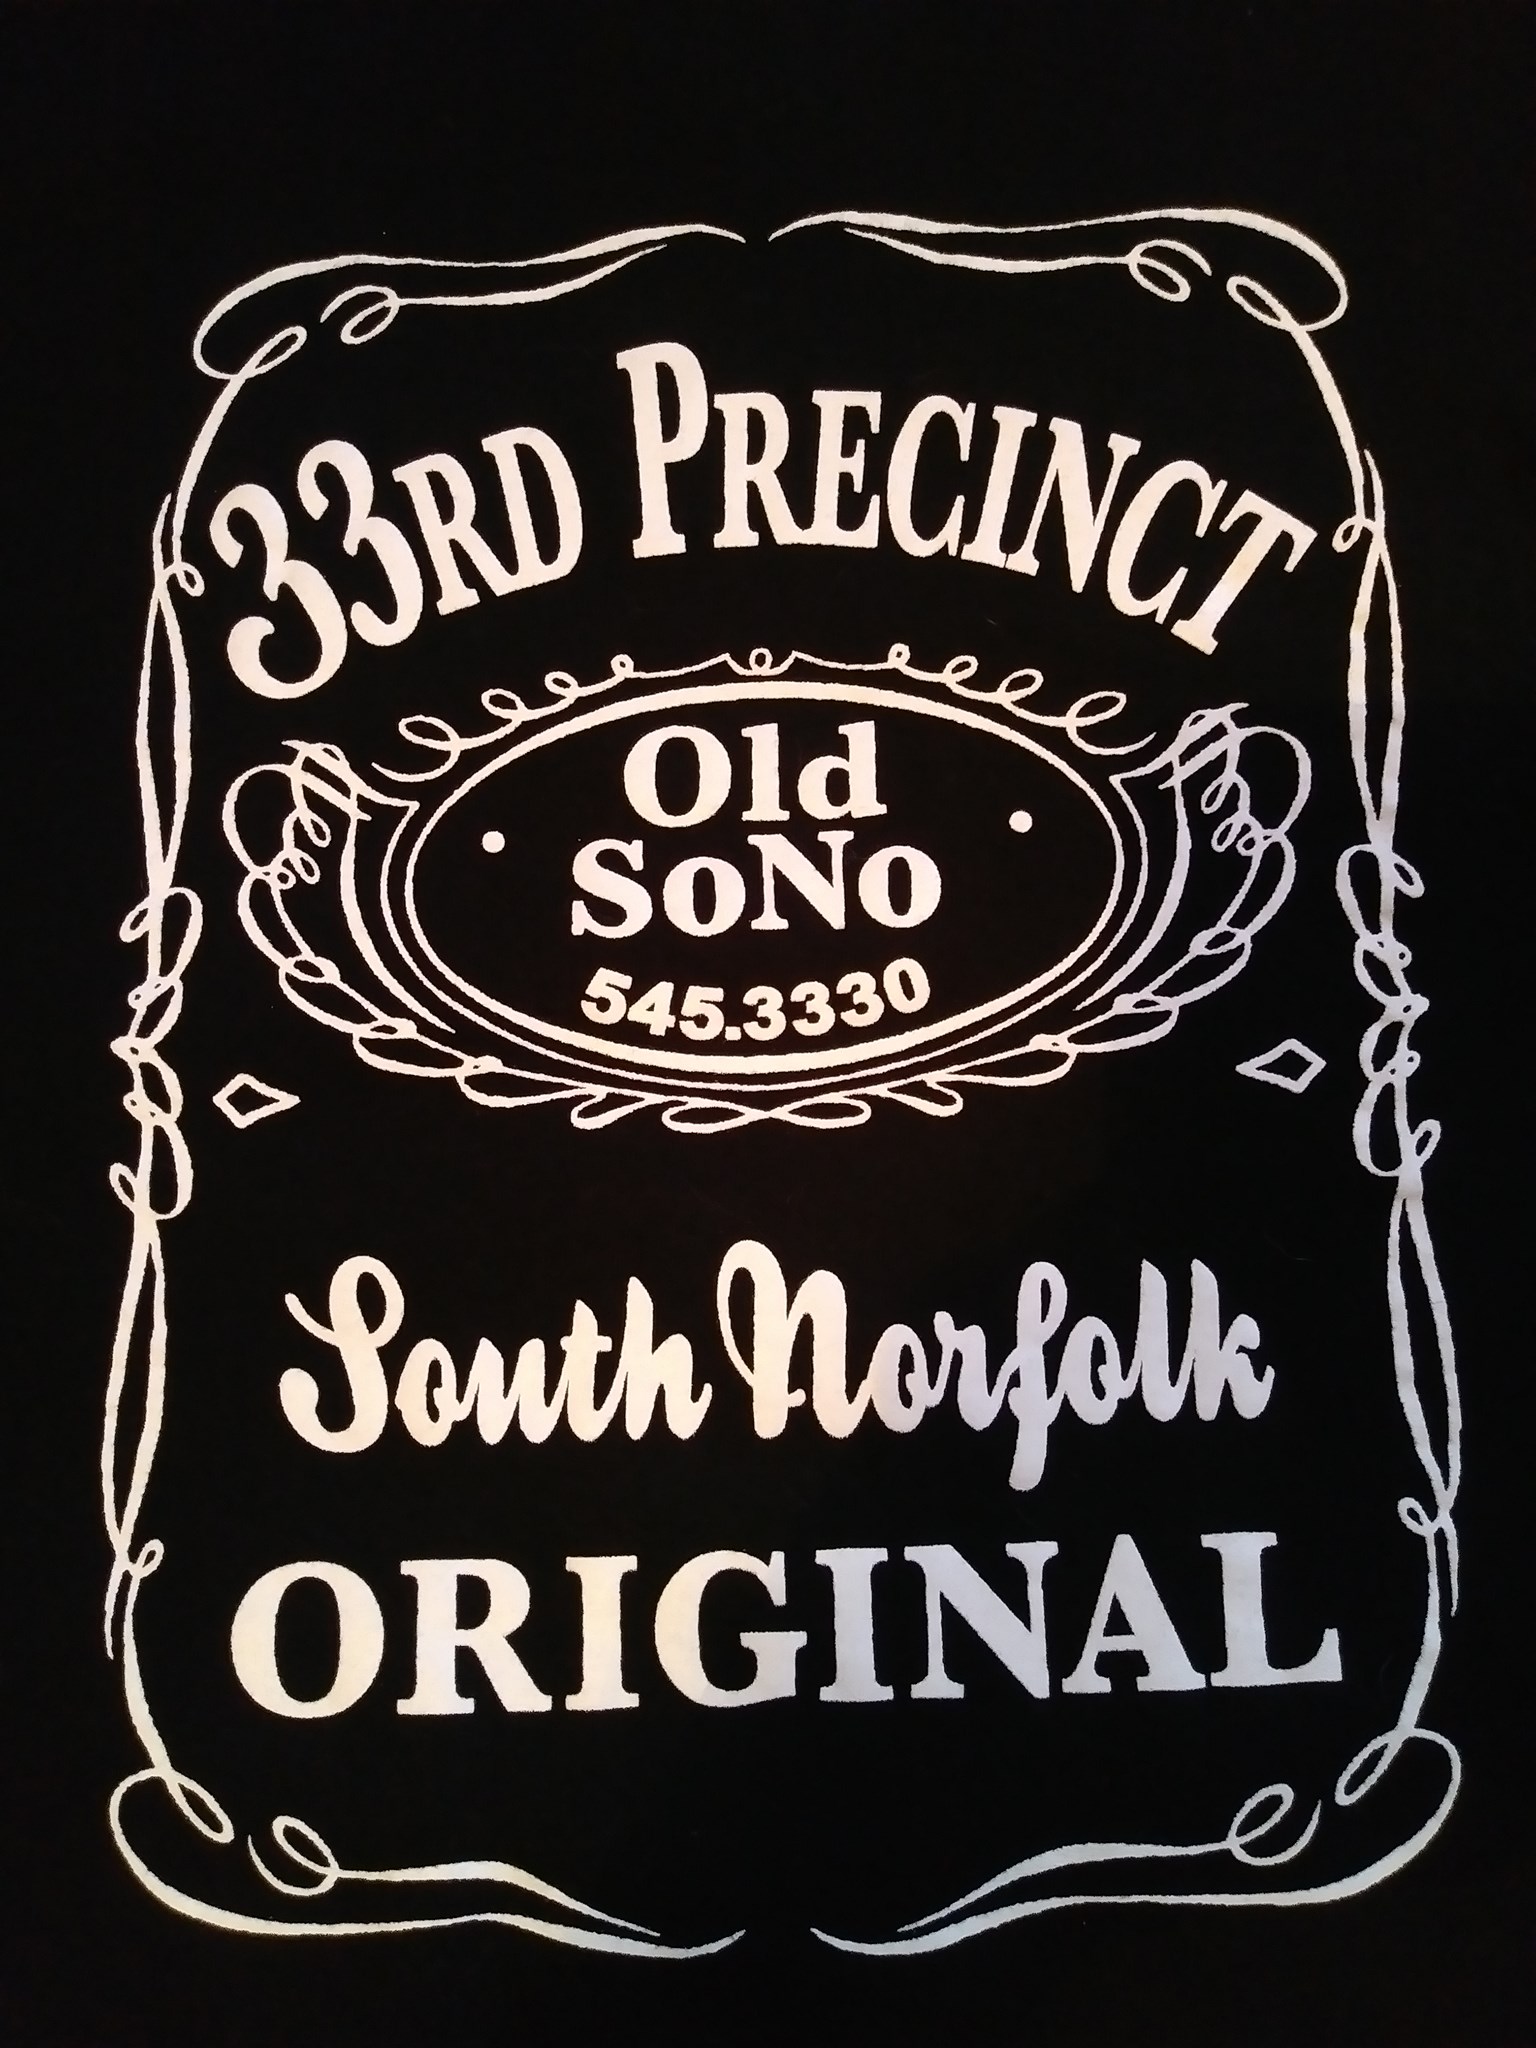 33RD PRECINCT
Old
SoNo
545.3330
South Norfolk
ORIGINAL